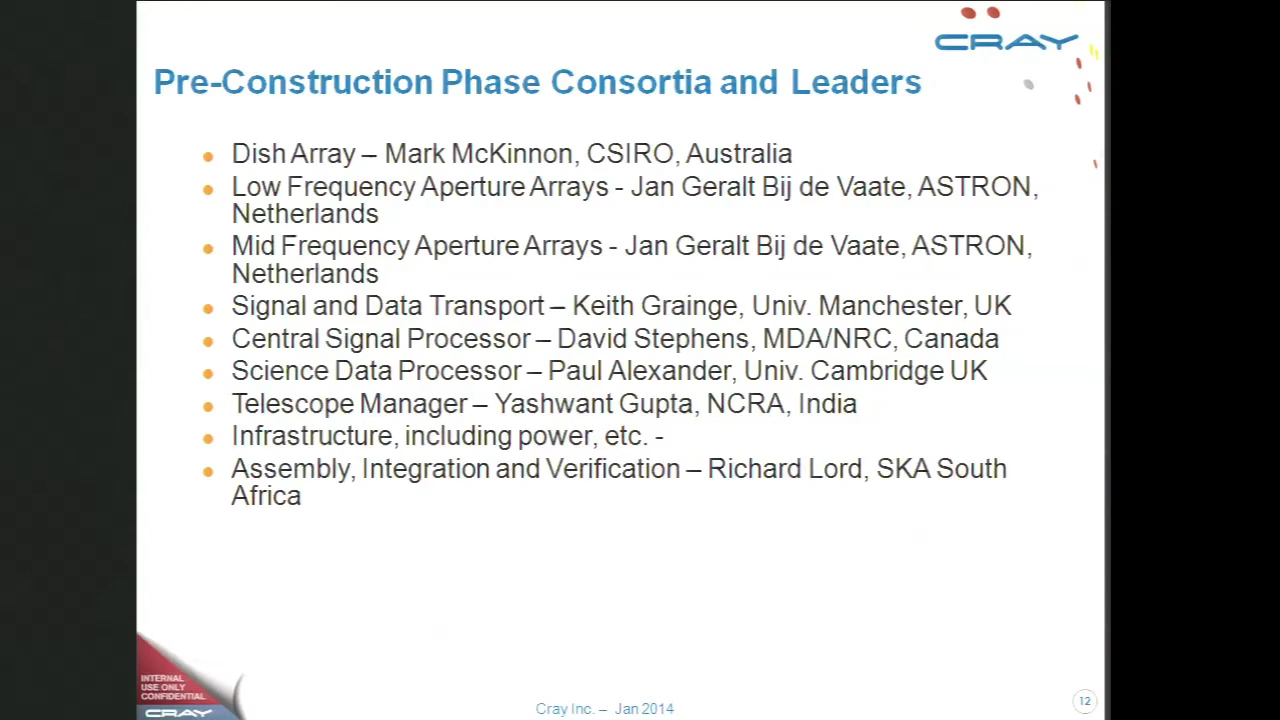 CRAY
Pre-Construction Phase Consortia and Leaders
Dish Array – Mark McKinnon, CSIRO, Australia
Low Frequency Aperture Arrays - Jan Geralt Bij de Vaate, ASTRON,
Netherlands
Mid Frequency Aperture Arrays - Jan Geralt Bij de Vaate, ASTRON,
Netherlands
Signal and Data Transport – Keith Grainge, Univ. Manchester, UK
Central Signal Processor – David Stephens, MDA/NRC, Canada
Science Data Processor – Paul Alexander, Univ. Cambridge UK
Telescope Manager – Yashwant Gupta, NCRA, India
Infrastructure, including power, etc. -
Assembly, Integration and Verification – Richard Lord, SKA South
Africa
INTERNAL
USE ONLY
CONFIDENTIAL
CRAY
Cray Inc. – Jan 2014
12